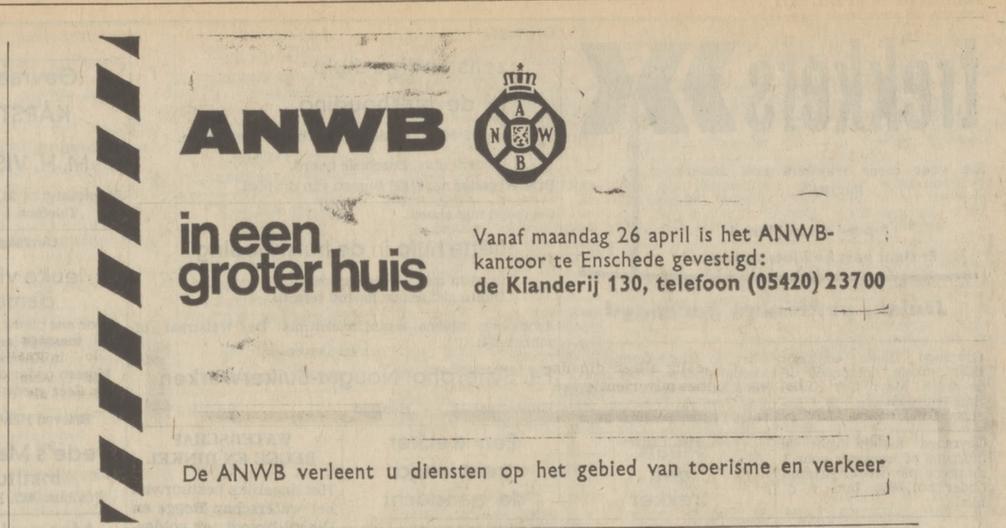 ANWB
A
N W
B
in een
groter huis
Vanaf maandag 26 april is het ANWB-
kantoor te Enschede gevestigd:
de Klanderij 130, telefoon (05420) 23700
De ANWB verleent u diensten op het gebied van toerisme en verkeer